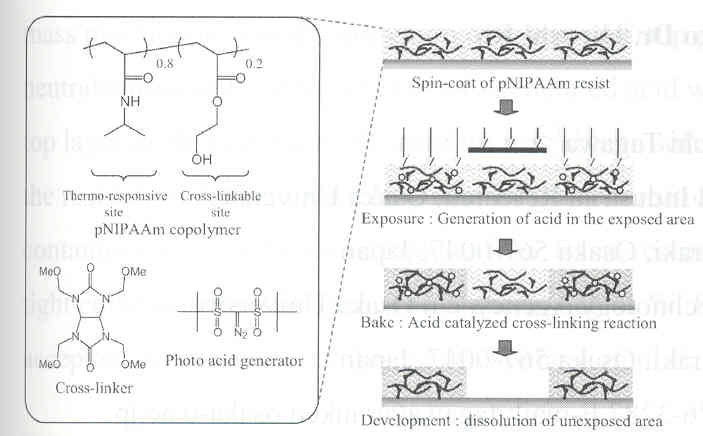 0.8
0.2
O
O
NH
O
OH
Thermo-responsive
site
Cross-linkable
site
pNIPAAm copolymer
MeO
O
OMe
N
N
N
N
MeO
O
OMe
Cross-linker
O
O
S
S
O
O
N2
Photo acid generator
Spin-coat of pNIPAAm resist
Exposure : Generation of acid in the exposed area
Bake : Acid catalyzed cross-linking reaction
Development : dissolution of unexposed area